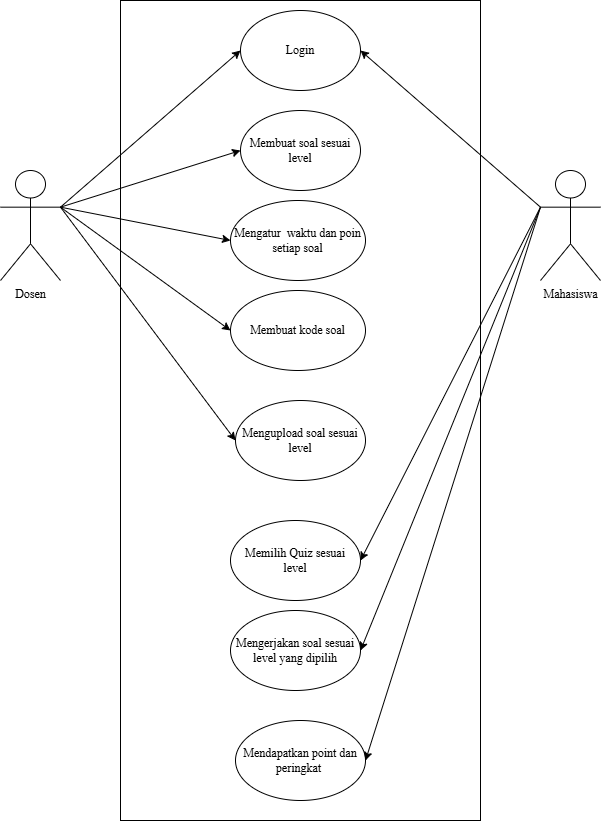 Login
Membuat soal sesuai
level
Mengatur waktu dan poin
setiap soal
Dosen
Mahasiswa
Membuat kode soal
Mengupload soal sesuai
level
Memilih Quiz sesuai
level
Mengerjakan soal sesuai
level yang dipilih
Mendapatkan point dan
peringkat